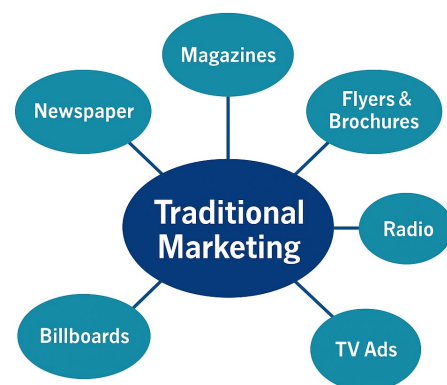 Magazines
Newspaper
Flyers &
Brochures
Traditional
Marketing
Radio
Billboards
TV Ads